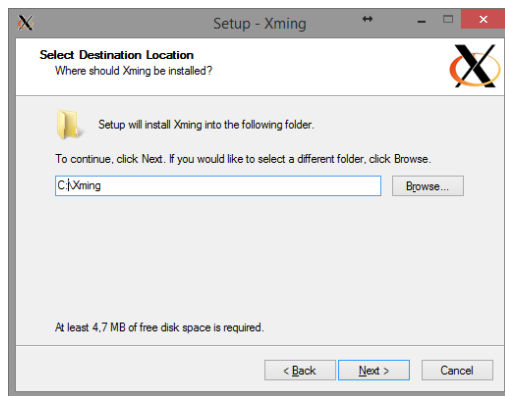 Setup - Xming
Select Destination Location
Where should Xming be installed?
Setup will install Xming into the following folder.
To continue, click Next. If you would like to select a different folder, click Browse.
C:\Xming
Browse...
At least 4,7 MB of free disk space is required.
< Back
Next >
Cancel